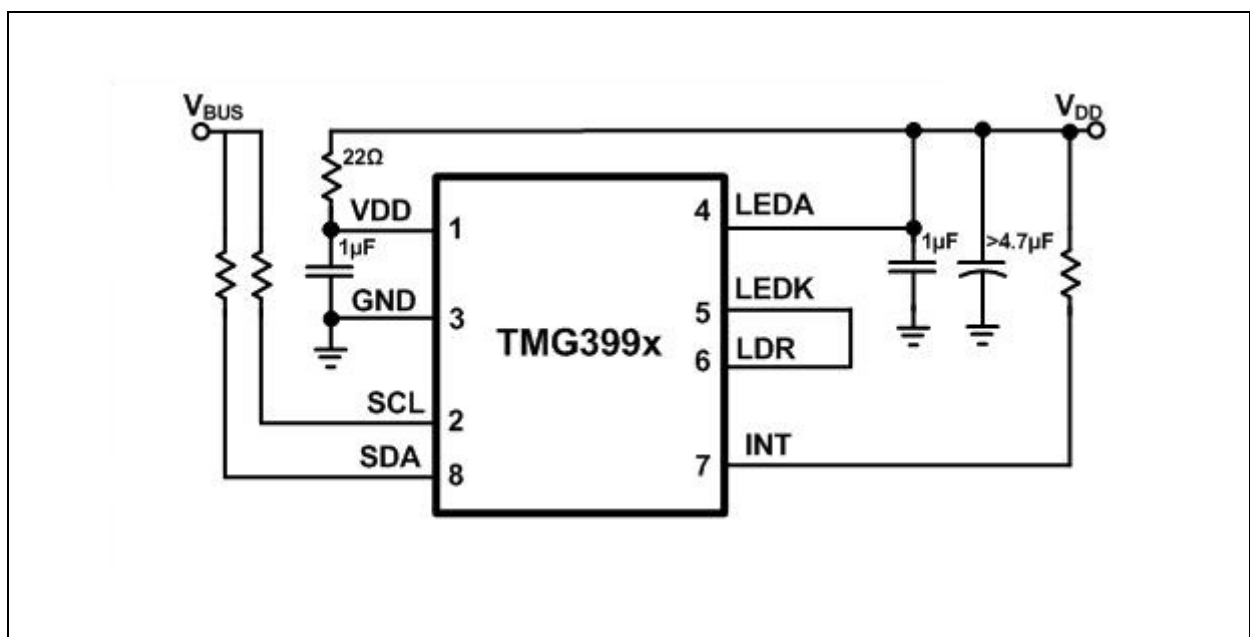 VBUS
VDD
22Ω
VDD
1
4
LEDA
1µF
1µF
>4.7µF
GND
3
LEDK
5
TMG399x
6
LDR
SCL
2
SDA
8
INT
7